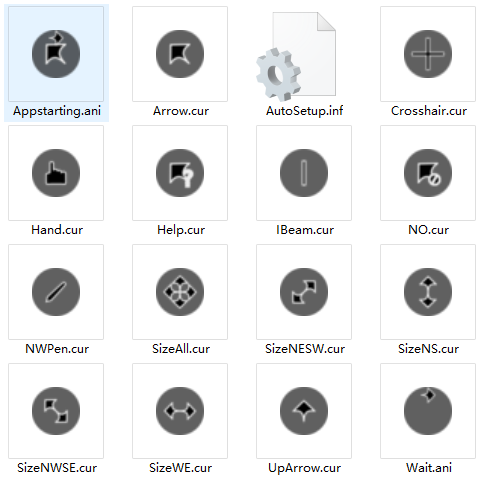 Appstarting.ani
Arrow.cur
AutoSetup.inf
Crosshair.cur
Hand.cur
Help.cur
IBeam.cur
NO.cur
NWPen.cur
SizeAll.cur
SizeNESW.cur
SizeNS.cur
SizeNWSE.cur
SizeWE.cur
UpArrow.cur
Wait.ani